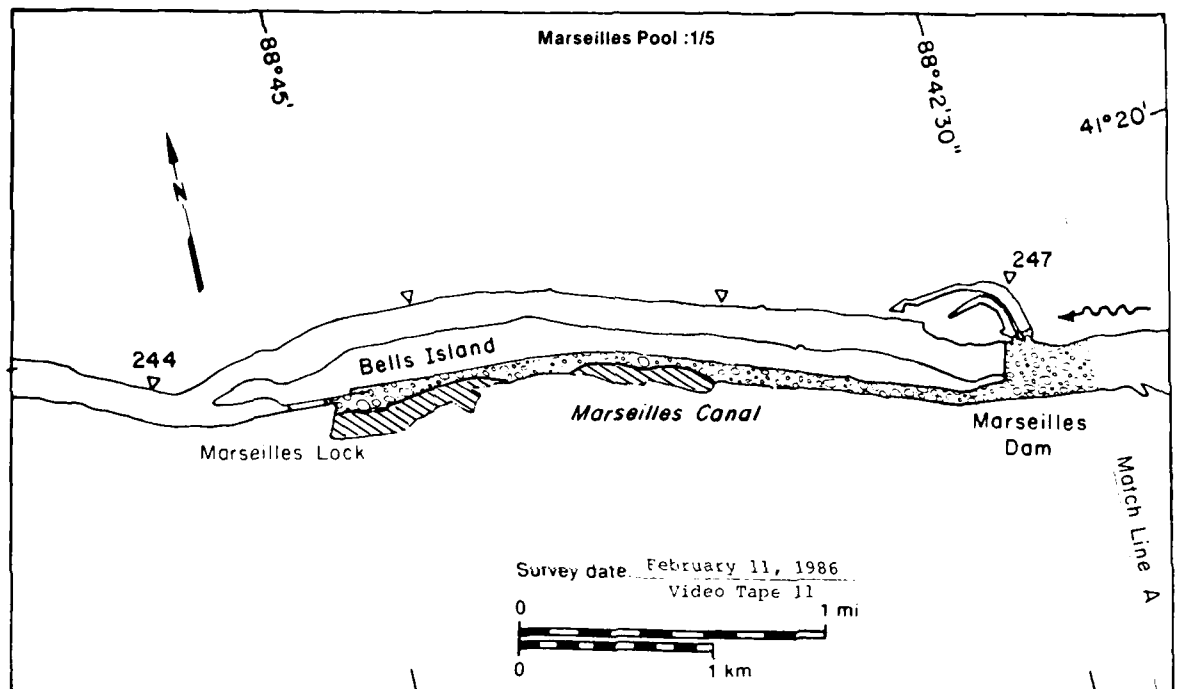 Marseilles Pool :1/5
88°45'
88°42'30"
41°20'
N
247
244
Bells Island
Marseilles Canal
Marseilles Lock
Marseilles
Dam
Match Line A
Survey date February 11, 1986
Video Tape 11
0 1 mi
0 1 km